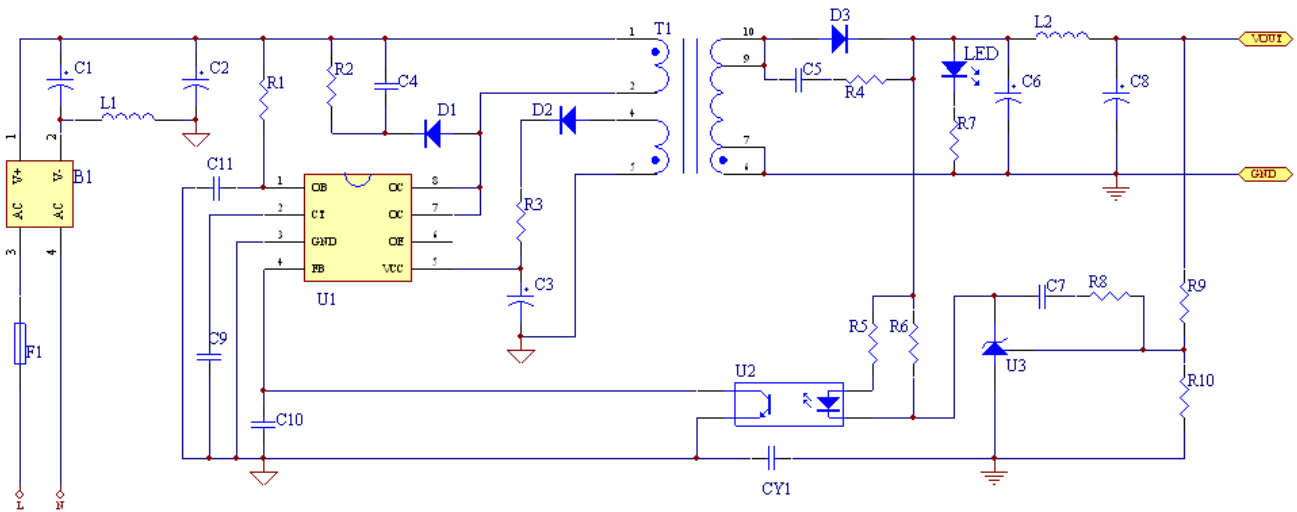 1 T1 10 D3 L2 VOUT
C1 C2 R1 R2 C4 9 C5 R4 LED C6 C8
L1 D1 2 D2 4 R7
1 2 7
V+ V- B1 C11 5 6 GND
AC AC
1 OB OC 8
2 CT OC 7 R3
3 GND OE 6
4 FB VCC 5
3 4 U1 C3 C7 R8 R9
F1 C9 R5 R6 U3
U2 R10
C10
CY1
L N